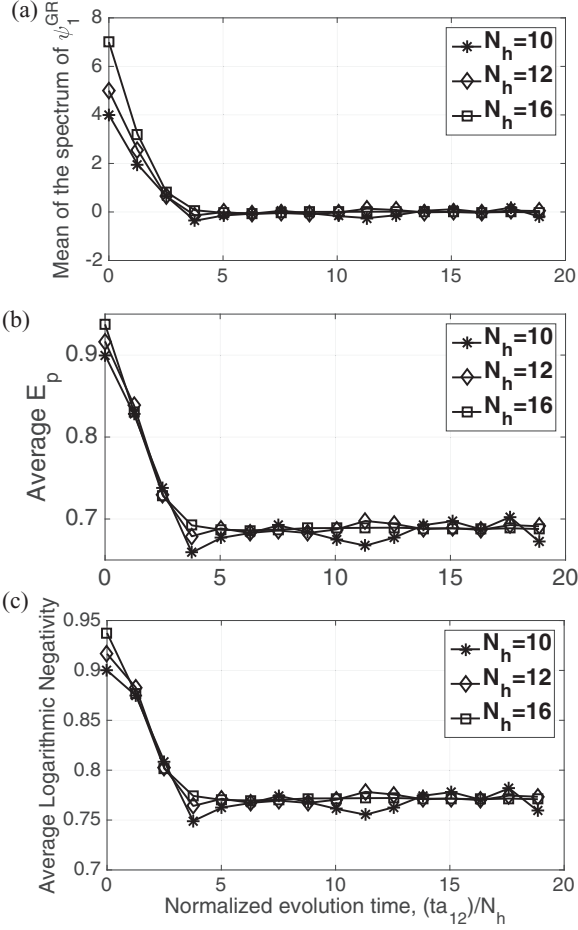 (a)
Mean of the spectrum of ψ₁ᴳᴿ
8
6
4
2
0
-2
0
5
10
15
20
N_h=10
N_h=12
N_h=16
(b)
Average E_p
0.9
0.8
0.7
0
5
10
15
20
N_h=10
N_h=12
N_h=16
(c)
Average Logarithmic Negativity
0.95
0.9
0.85
0.8
0.75
0.7
0
5
10
15
20
N_h=10
N_h=12
N_h=16
Normalized evolution time, (ta₁₂)/N_h